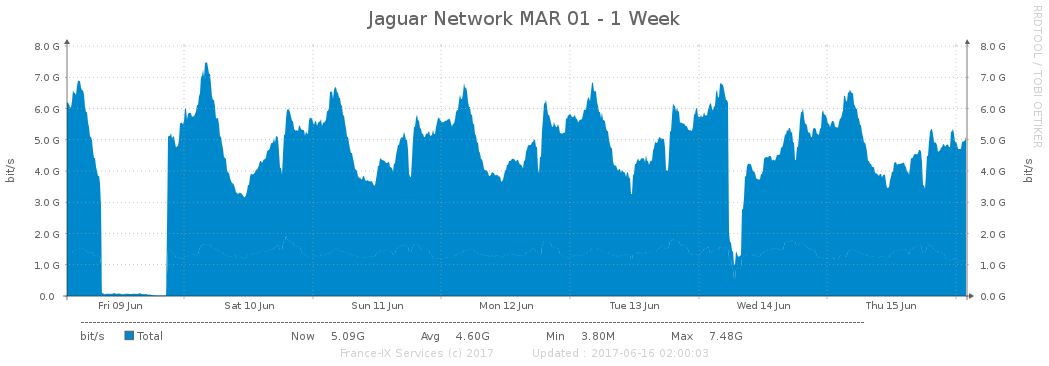 Jaguar Network MAR 01 - 1 Week
RRDTOOL / TOBI OETIKER
8.0 G 8.0 G
7.0 G 7.0 G
6.0 G 6.0 G
5.0 G 5.0 G
4.0 G 4.0 G
3.0 G 3.0 G
2.0 G 2.0 G
1.0 G 1.0 G
0.0 0.0 G
bit/s
bit/s
Fri 09 Jun Sat 10 Jun Sun 11 Jun Mon 12 Jun Tue 13 Jun Wed 14 Jun Thu 15 Jun
bit/s Total Now 5.09G Avg 4.60G Min 3.80M Max 7.48G
France-IX Services (c) 2017 Updated : 2017-06-16 02:00:03